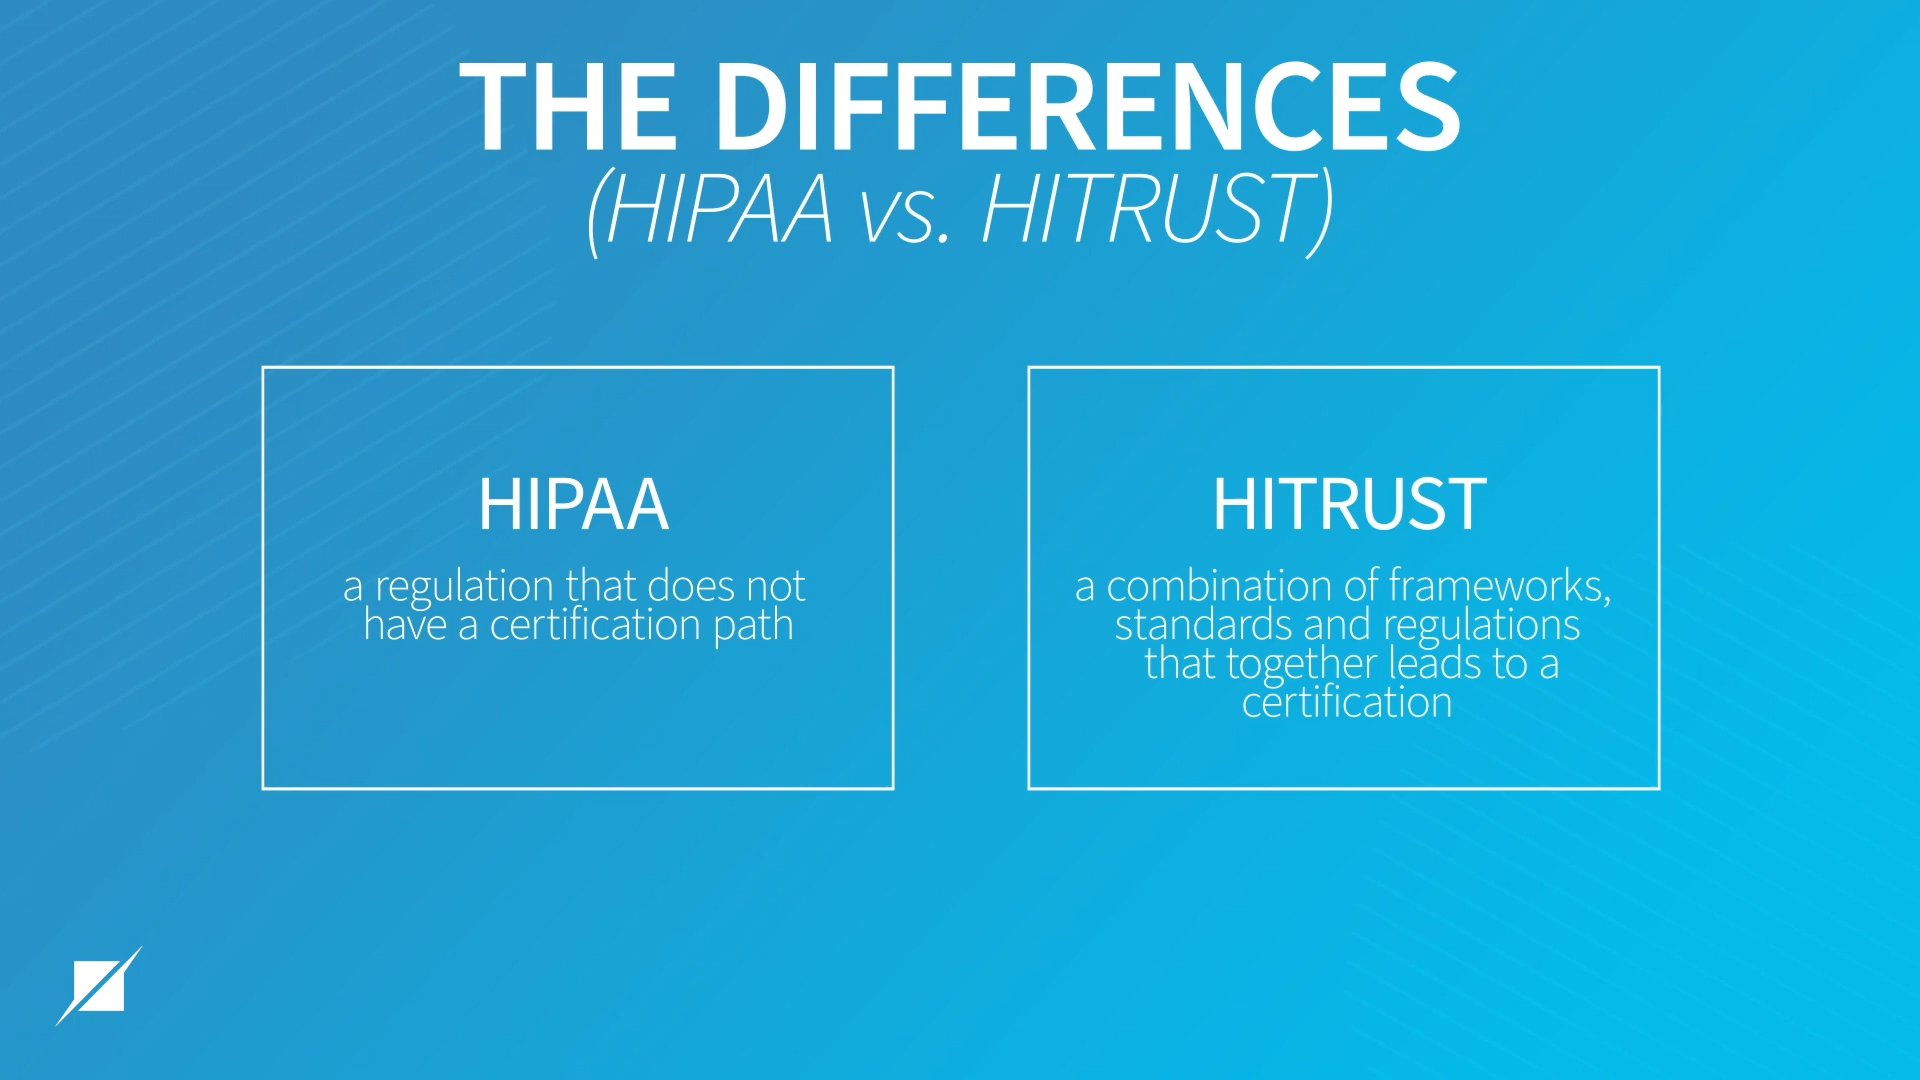 THE DIFFERENCES
(HIPAA vs. HITRUST)
HIPAA
a regulation that does not
have a certification path
HITRUST
a combination of frameworks,
standards and regulations
that together leads to a
certification